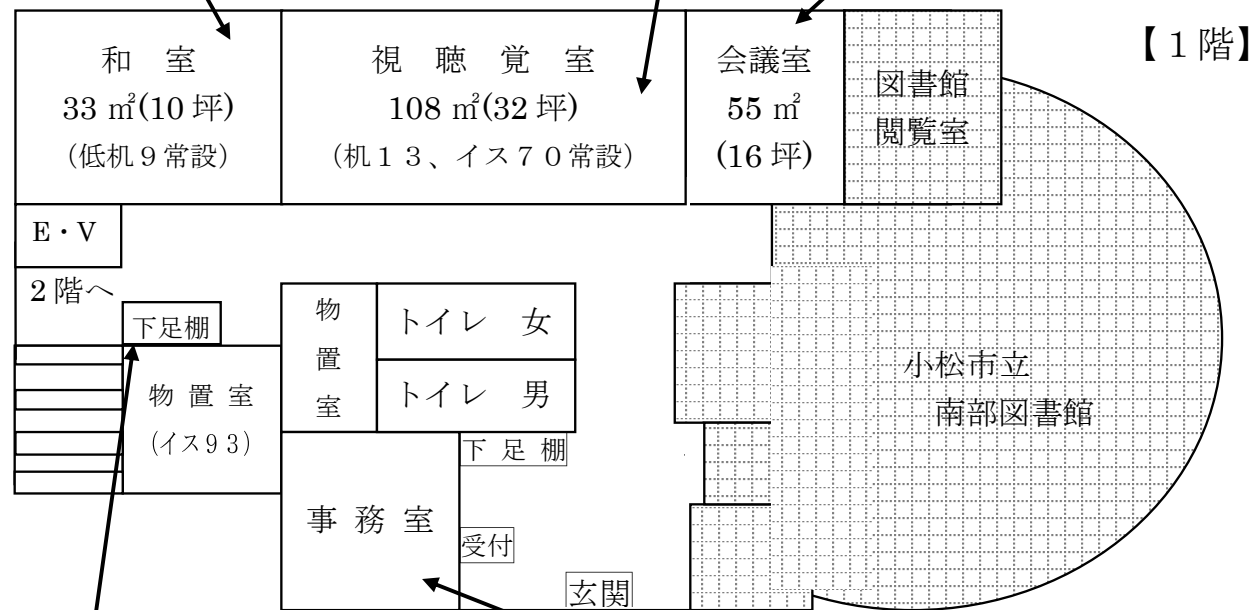 【１階】
和　室
33 ㎡(10 坪)
（低机９常設）
視　聴　覚　室
108 ㎡(32 坪)
（机１３、イス７０常設）
会議室
55 ㎡
(16 坪)
図書館
閲覧室
E・V
2 階へ
下足棚
物 置 室
(イス９３)
物
置
室
トイレ　女
トイレ　男
下 足 棚
事 務 室
受付
玄関
小松市立
南部図書館